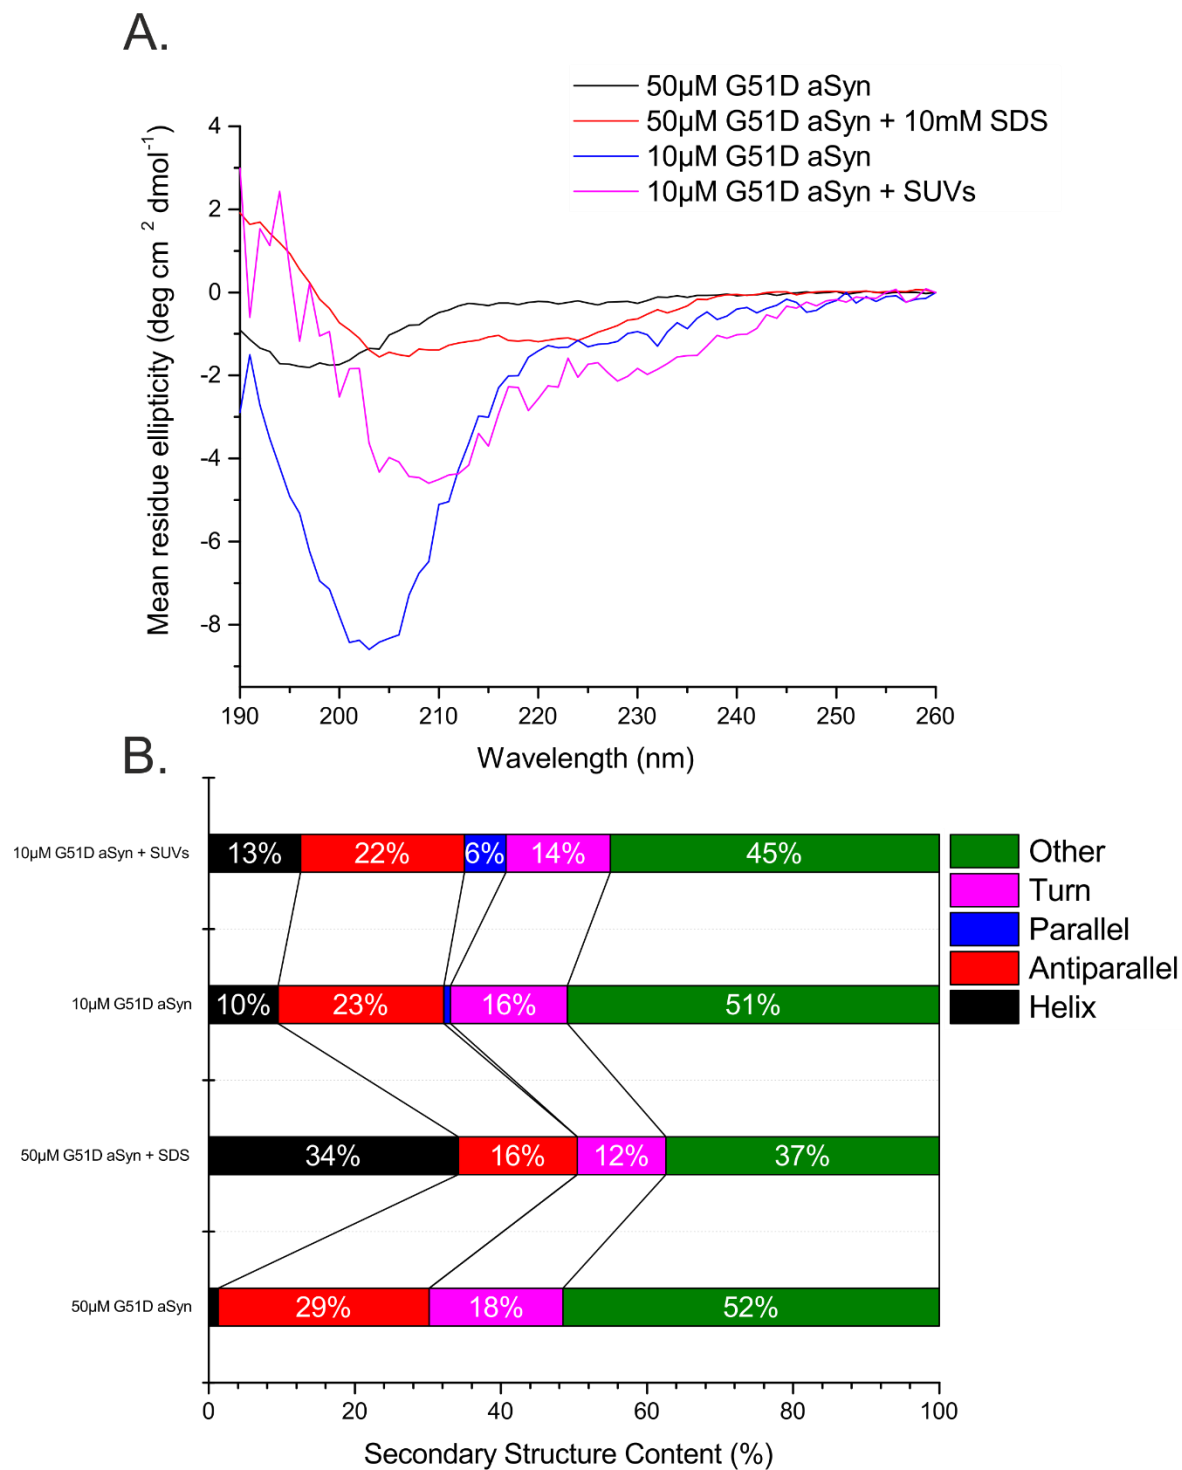 A.
50µM G51D aSyn
50µM G51D aSyn + 10mM SDS
10µM G51D aSyn
10µM G51D aSyn + SUVs
Mean residue ellipticity (deg cm 2 dmol-1)
4
2
0
-2
-4
-6
-8
190 200 210 220 230 240 250 260
Wavelength (nm)
B.
10µM G51D aSyn + SUVs 13% 22% 6% 14% 45%
10µM G51D aSyn 10% 23% 16% 51%
50µM G51D aSyn + SDS 34% 16% 12% 37%
50µM G51D aSyn 29% 18% 52%
Other
Turn
Parallel
Antiparallel
Helix
0 20 40 60 80 100
Secondary Structure Content (%)